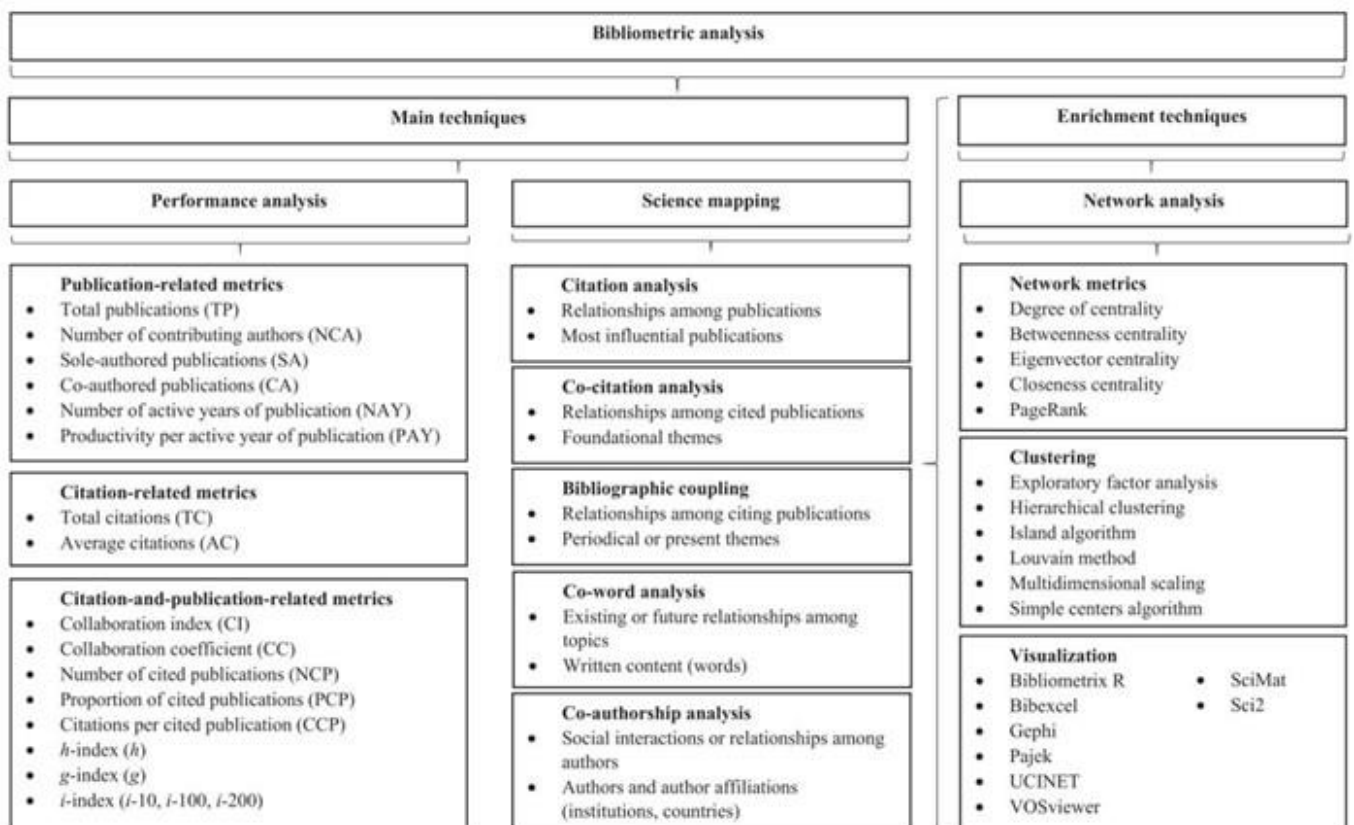 Bibliometric analysis
Main techniques
Enrichment techniques
Performance analysis
Science mapping
Network analysis
Publication-related metrics
• Total publications (TP)
• Number of contributing authors (NCA)
• Sole-authored publications (SA)
• Co-authored publications (CA)
• Number of active years of publication (NAY)
• Productivity per active year of publication (PAY)
Citation-related metrics
• Total citations (TC)
• Average citations (AC)
Citation-and-publication-related metrics
• Collaboration index (CI)
• Collaboration coefficient (CC)
• Number of cited publications (NCP)
• Proportion of cited publications (PCP)
• Citations per cited publication (CCP)
• h-index (h)
• g-index (g)
• i-index (i-10, i-100, i-200)
Citation analysis
• Relationships among publications
• Most influential publications
Co-citation analysis
• Relationships among cited publications
• Foundational themes
Bibliographic coupling
• Relationships among citing publications
• Periodical or present themes
Co-word analysis
• Existing or future relationships among
topics
• Written content (words)
Co-authorship analysis
• Social interactions or relationships among
authors
• Authors and author affiliations
(institutions, countries)
Network metrics
• Degree of centrality
• Betweenness centrality
• Eigenvector centrality
• Closeness centrality
• PageRank
Clustering
• Exploratory factor analysis
• Hierarchical clustering
• Island algorithm
• Louvain method
• Multidimensional scaling
• Simple centers algorithm
Visualization
• Bibliometrix R
• Bibexcel
• Gephi
• Pajek
• UCINET
• VOSviewer
• SciMat
• Sci2